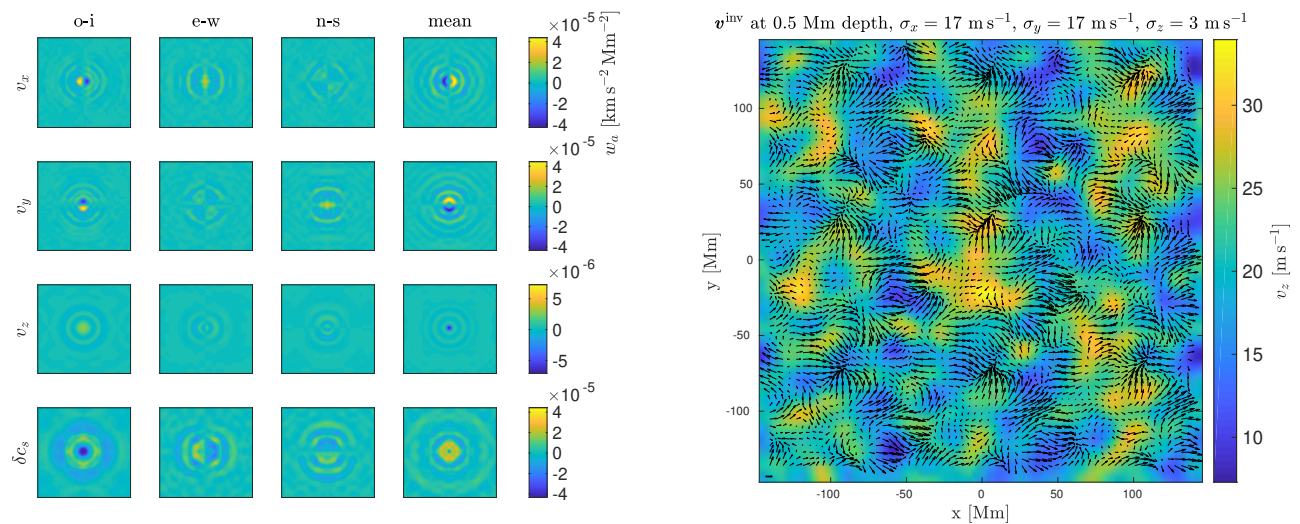 o-i e-w n-s mean
v_x
×10^-5
4
2
0
-2
-4
w_a [km s^-2 Mm^-2]
v_y
×10^-5
4
2
0
-2
-4
v_z
×10^-6
5
0
-5
δc_s
×10^-5
4
2
0
-2
-4
v^inv at 0.5 Mm depth, σ_x = 17 m s^-1, σ_y = 17 m s^-1, σ_z = 3 m s^-1
y [Mm]
100
50
0
-50
-100
-100 -50 0 50 100
x [Mm]
30
25
20
15
10
v_z [m s^-1]